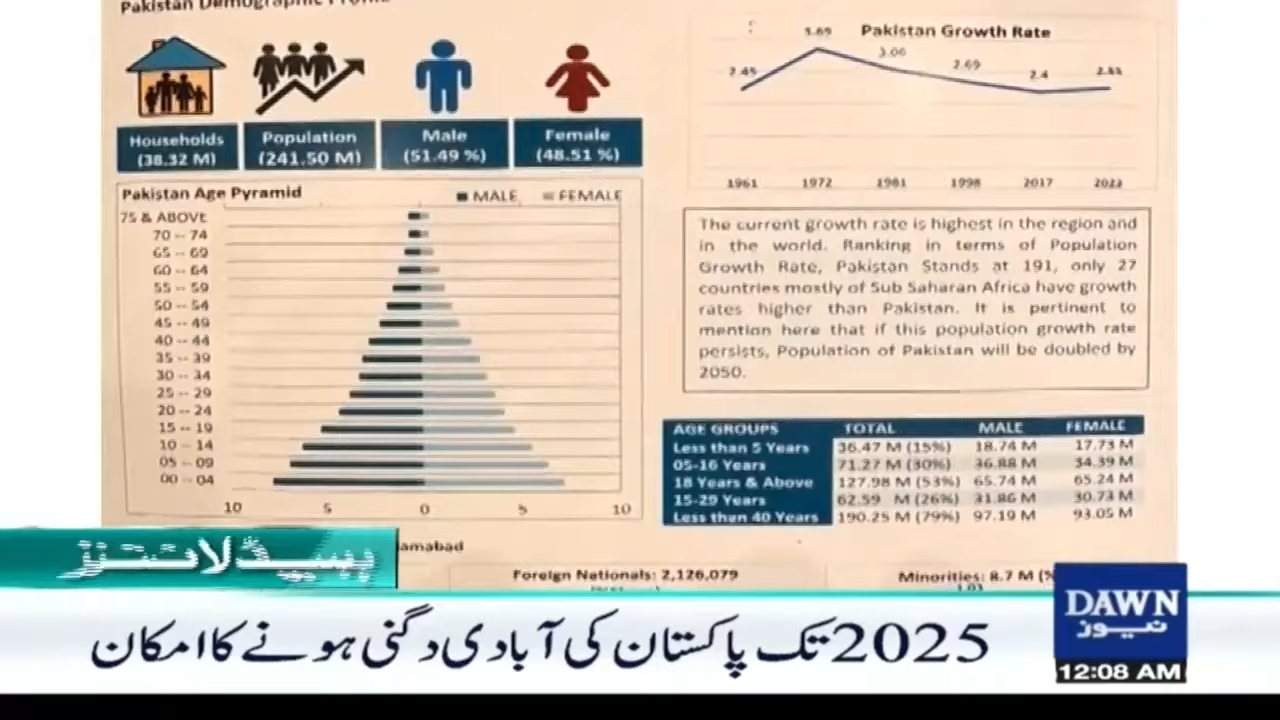 Pakistan Demographic Profile
Households
(38.32 M)
Population
(241.50 M)
Male
(51.49 %)
Female
(48.51 %)
Pakistan Growth Rate
2.45
3.69
3.06
2.69
2.4
1961
1972
1981
1998
2017
2023
Pakistan Age Pyramid
MALE
FEMALE
75 & ABOVE
70 -- 74
65 -- 69
60 -- 64
55 -- 59
50 -- 54
45 -- 49
40 -- 44
35 -- 39
30 -- 34
25 -- 29
20 -- 24
15 -- 19
10 -- 14
05 -- 09
00 -- 04
10 5 0 5 10
The current growth rate is highest in the region and
in the world. Ranking in terms of Population
Growth Rate, Pakistan Stands at 191, only 27
countries mostly of Sub Saharan Africa have growth
rates higher than Pakistan. It is pertinent to
mention here that if this population growth rate
persists, Population of Pakistan will be doubled by
2050.
AGE GROUPS TOTAL MALE FEMALE
Less than 5 Years 36.47 M (15%) 18.74 M 17.73 M
05-16 Years 71.27 M (30%) 36.88 M 34.39 M
18 Years & Above 127.98 M (53%) 65.74 M 65.24 M
15-29 Years 62.59 M (26%) 31.86 M 30.73 M
Less than 40 Years 190.25 M (79%) 97.19 M 93.05 M
lamabad
Foreign Nationals: 2,126,079
Minorities: 8.7 M (%
ہیڈلائنز
2025 تک پاکستان کی آبادی دگنی ہونے کا امکان
DAWN
نیوز
12:08 AM